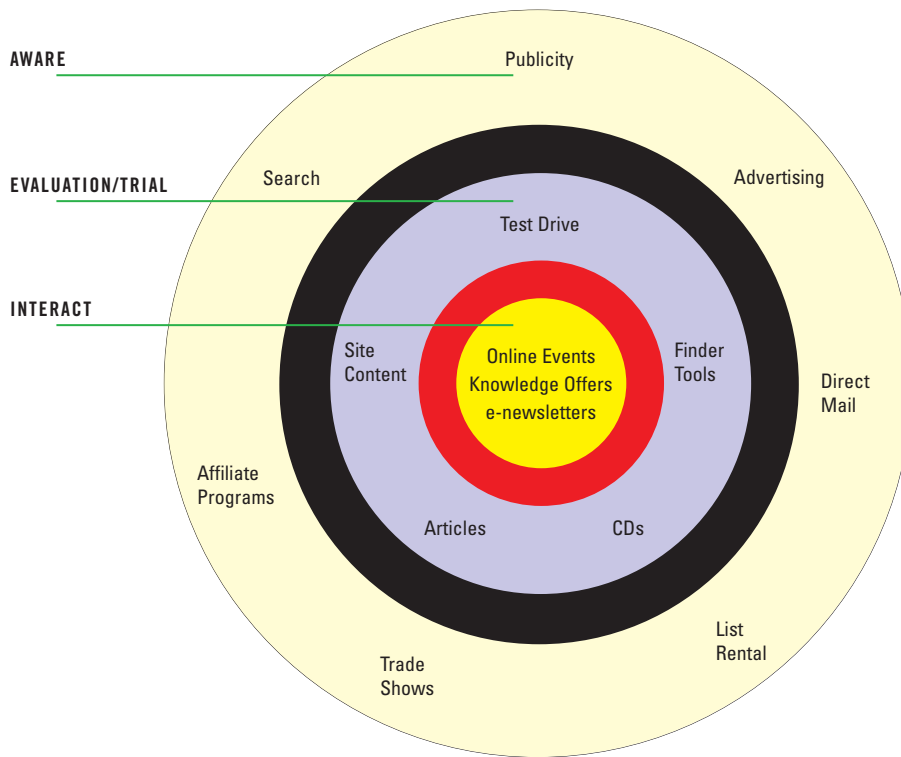 AWARE
Publicity
EVALUATION/TRIAL
Search
Advertising
Test Drive
INTERACT
Site
Content
Online Events
Knowledge Offers
e-newsletters
Finder
Tools
Direct
Mail
Affiliate
Programs
Articles
CDs
List
Rental
Trade
Shows